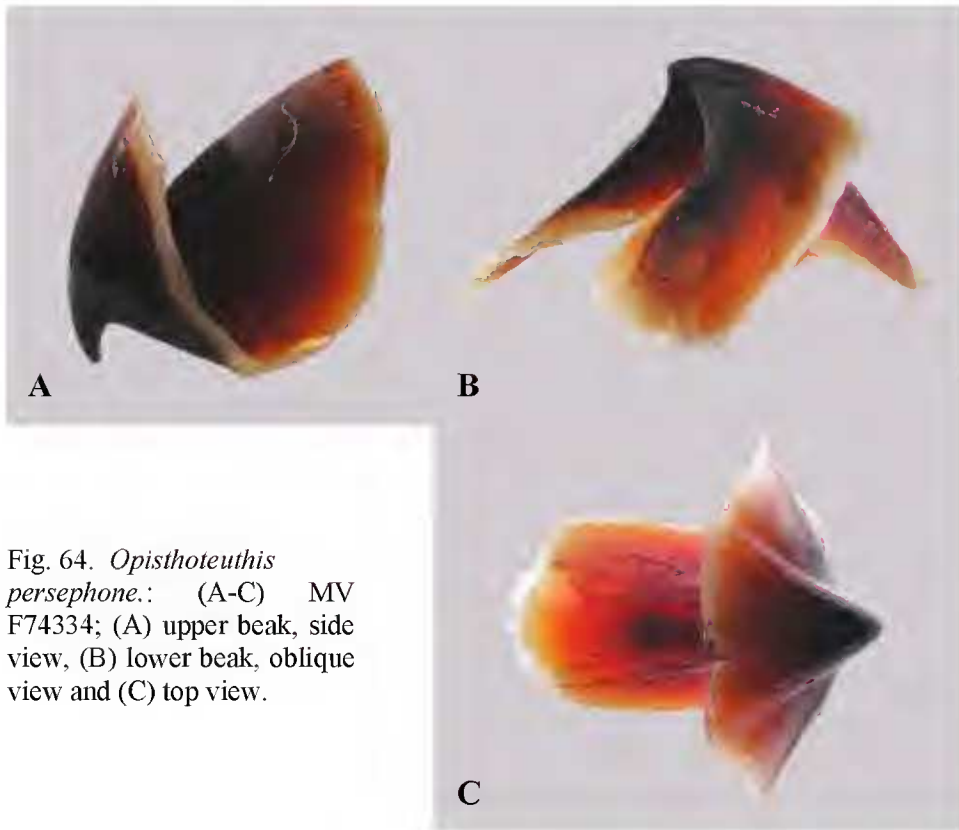 A
B
Fig. 64. Opisthoteuthis
persephone.: (A-C) MV
F74334; (A) upper beak, side
view, (B) lower beak, oblique
view and (C) top view.
C